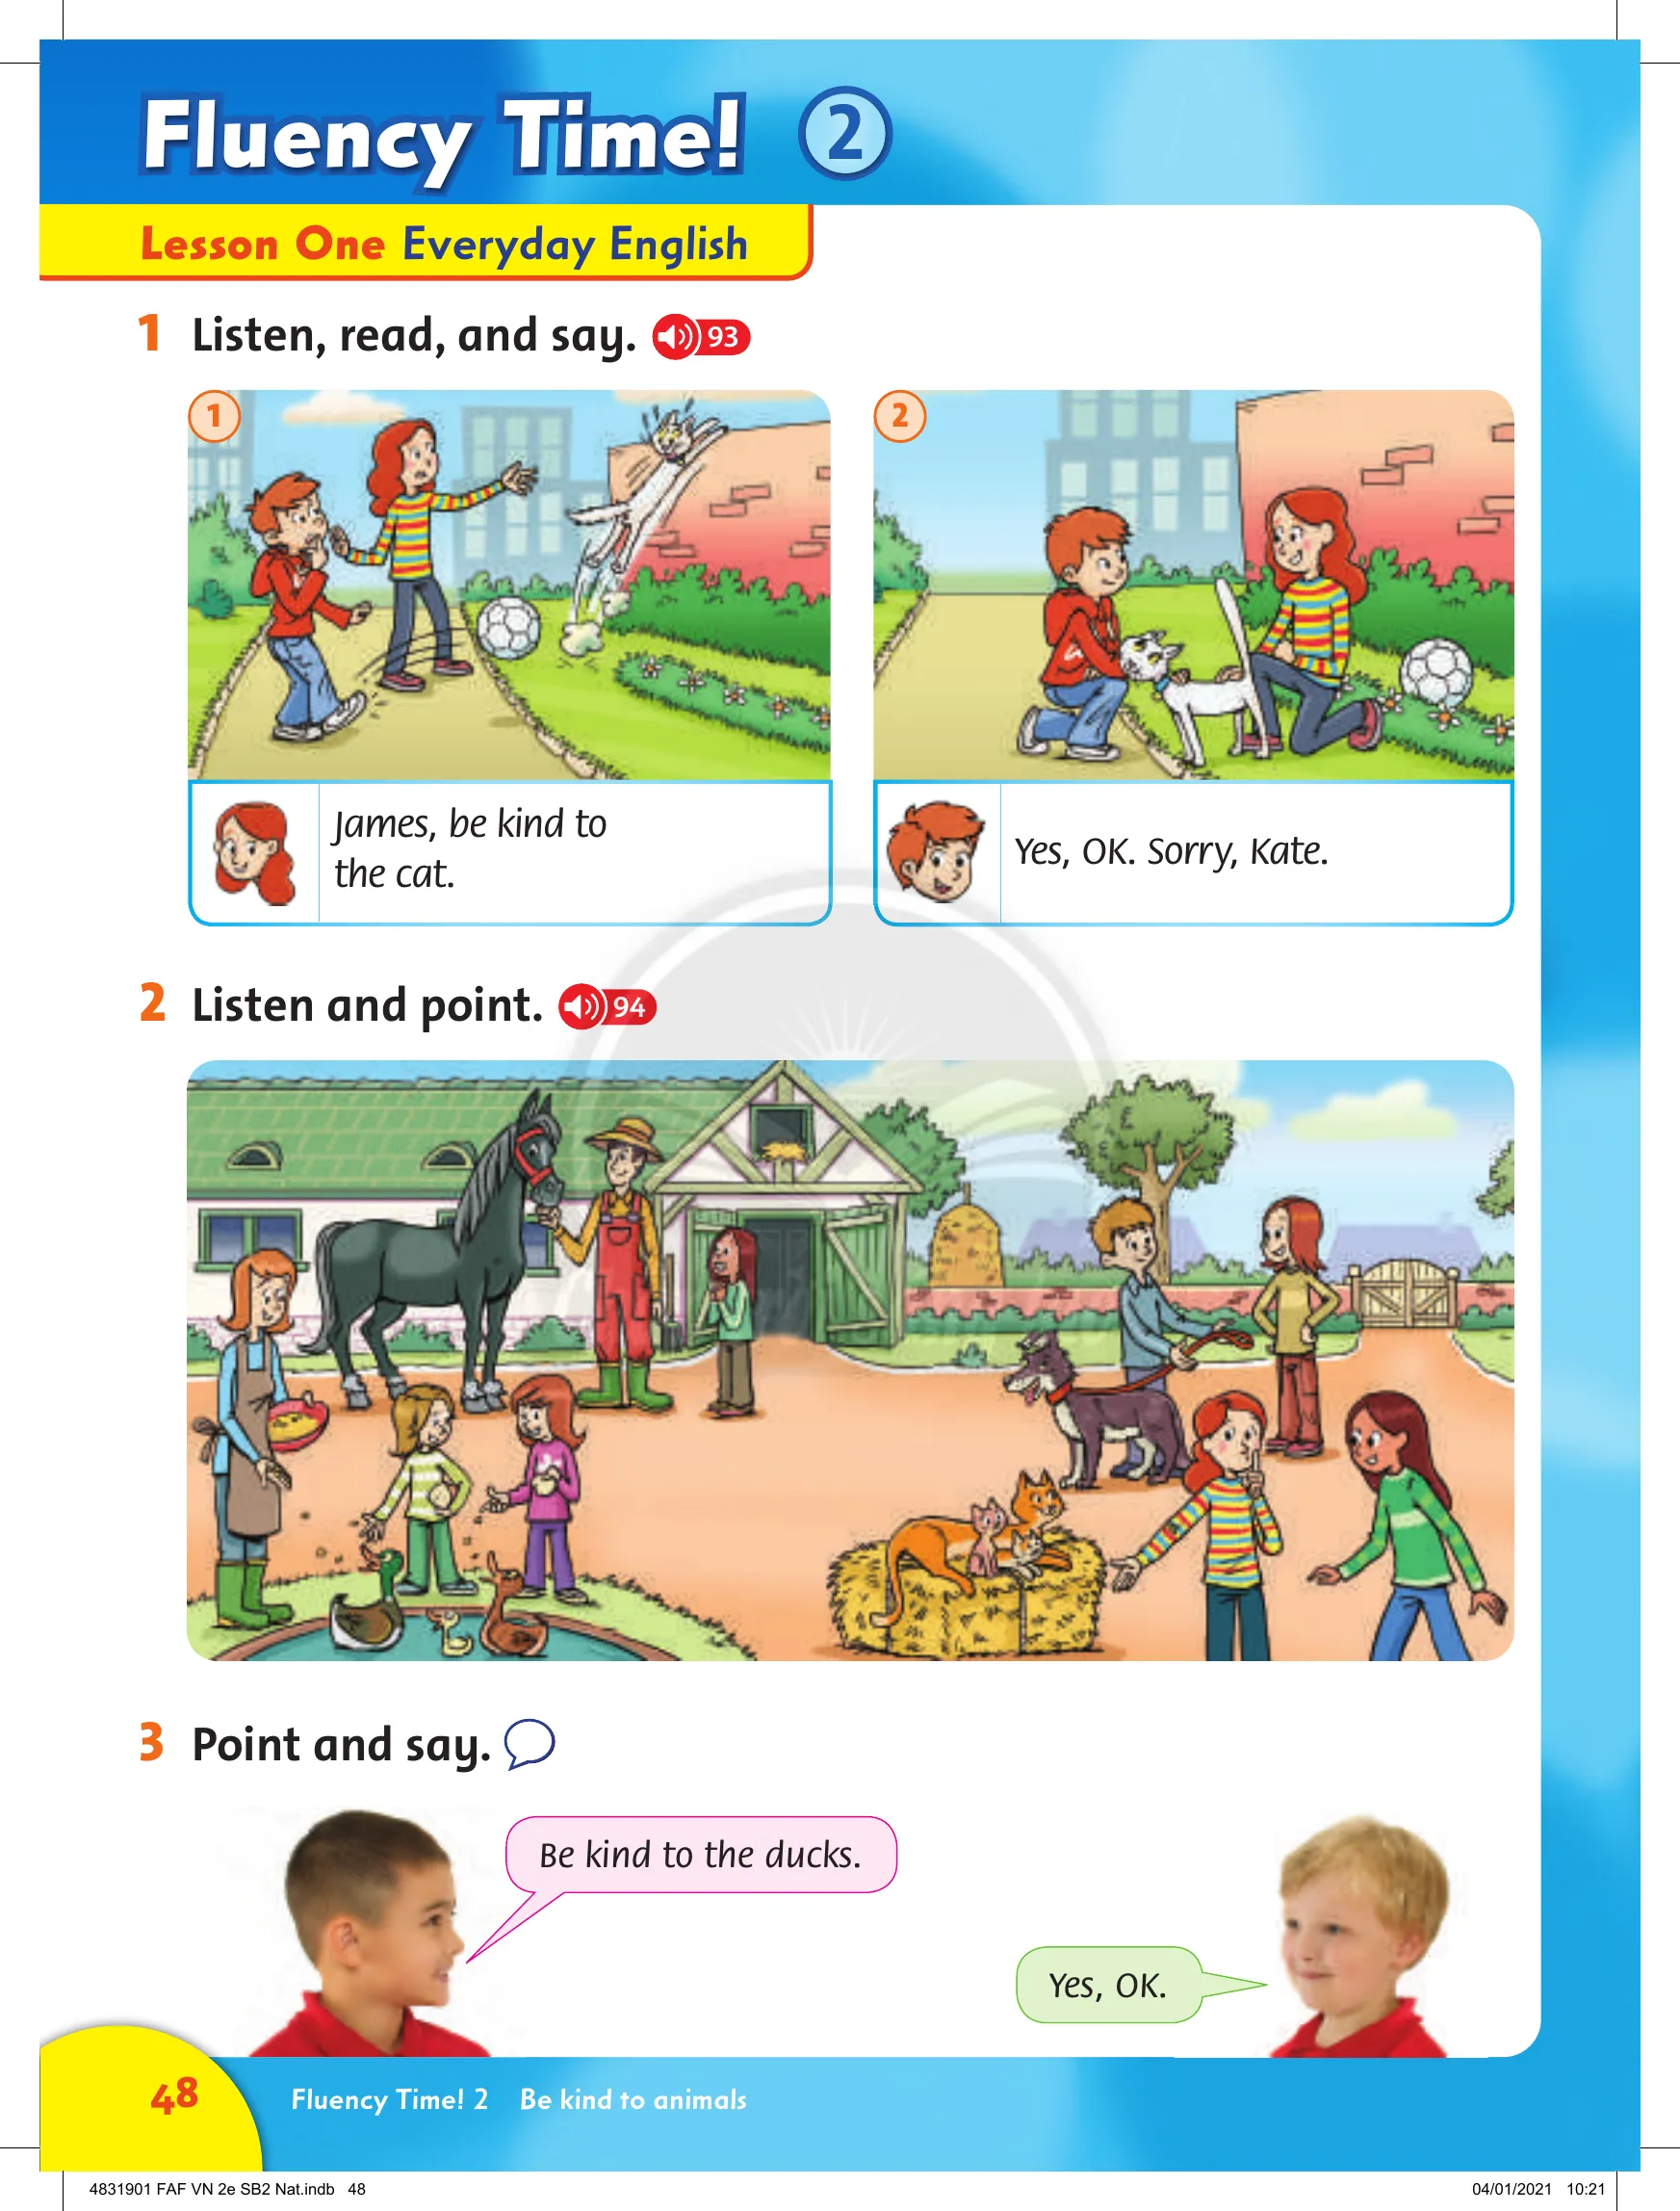 Fluency Time! 2
Lesson One Everyday English
1 Listen, read, and say. 93
1
2
James, be kind to
the cat.
Yes, OK. Sorry, Kate.
2 Listen and point. 94
3 Point and say.
Be kind to the ducks.
Yes, OK.
48 Fluency Time! 2 Be kind to animals
4831901 FAF VN 2e SB2 Nat.indb 48 04/01/2021 10:21